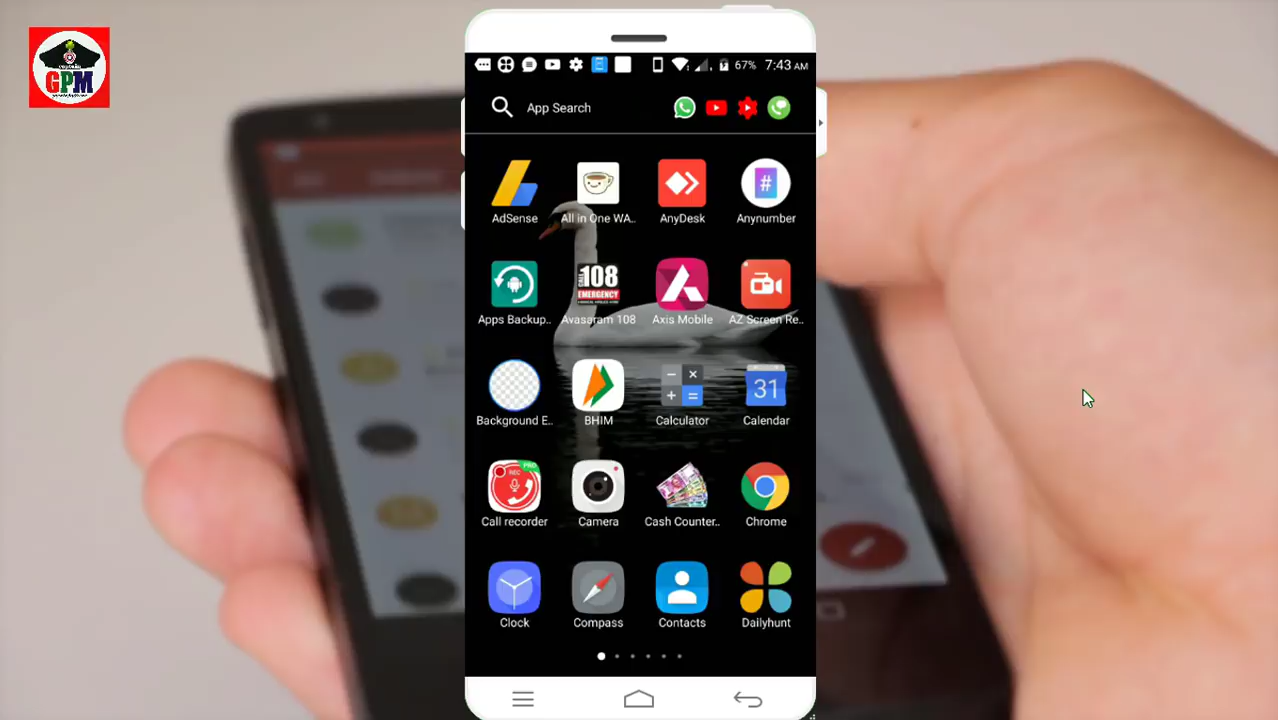 GPM
67% 7:43 AM
App Search
AdSense All in One WA.. AnyDesk Anynumber
#
108
EMERGENCY
Apps Backup.. Avasaram 108 Axis Mobile AZ Screen Re..
31
Background E.. BHIM Calculator Calendar
REC PRO
Call recorder Camera Cash Counter.. Chrome
Clock Compass Contacts Dailyhunt